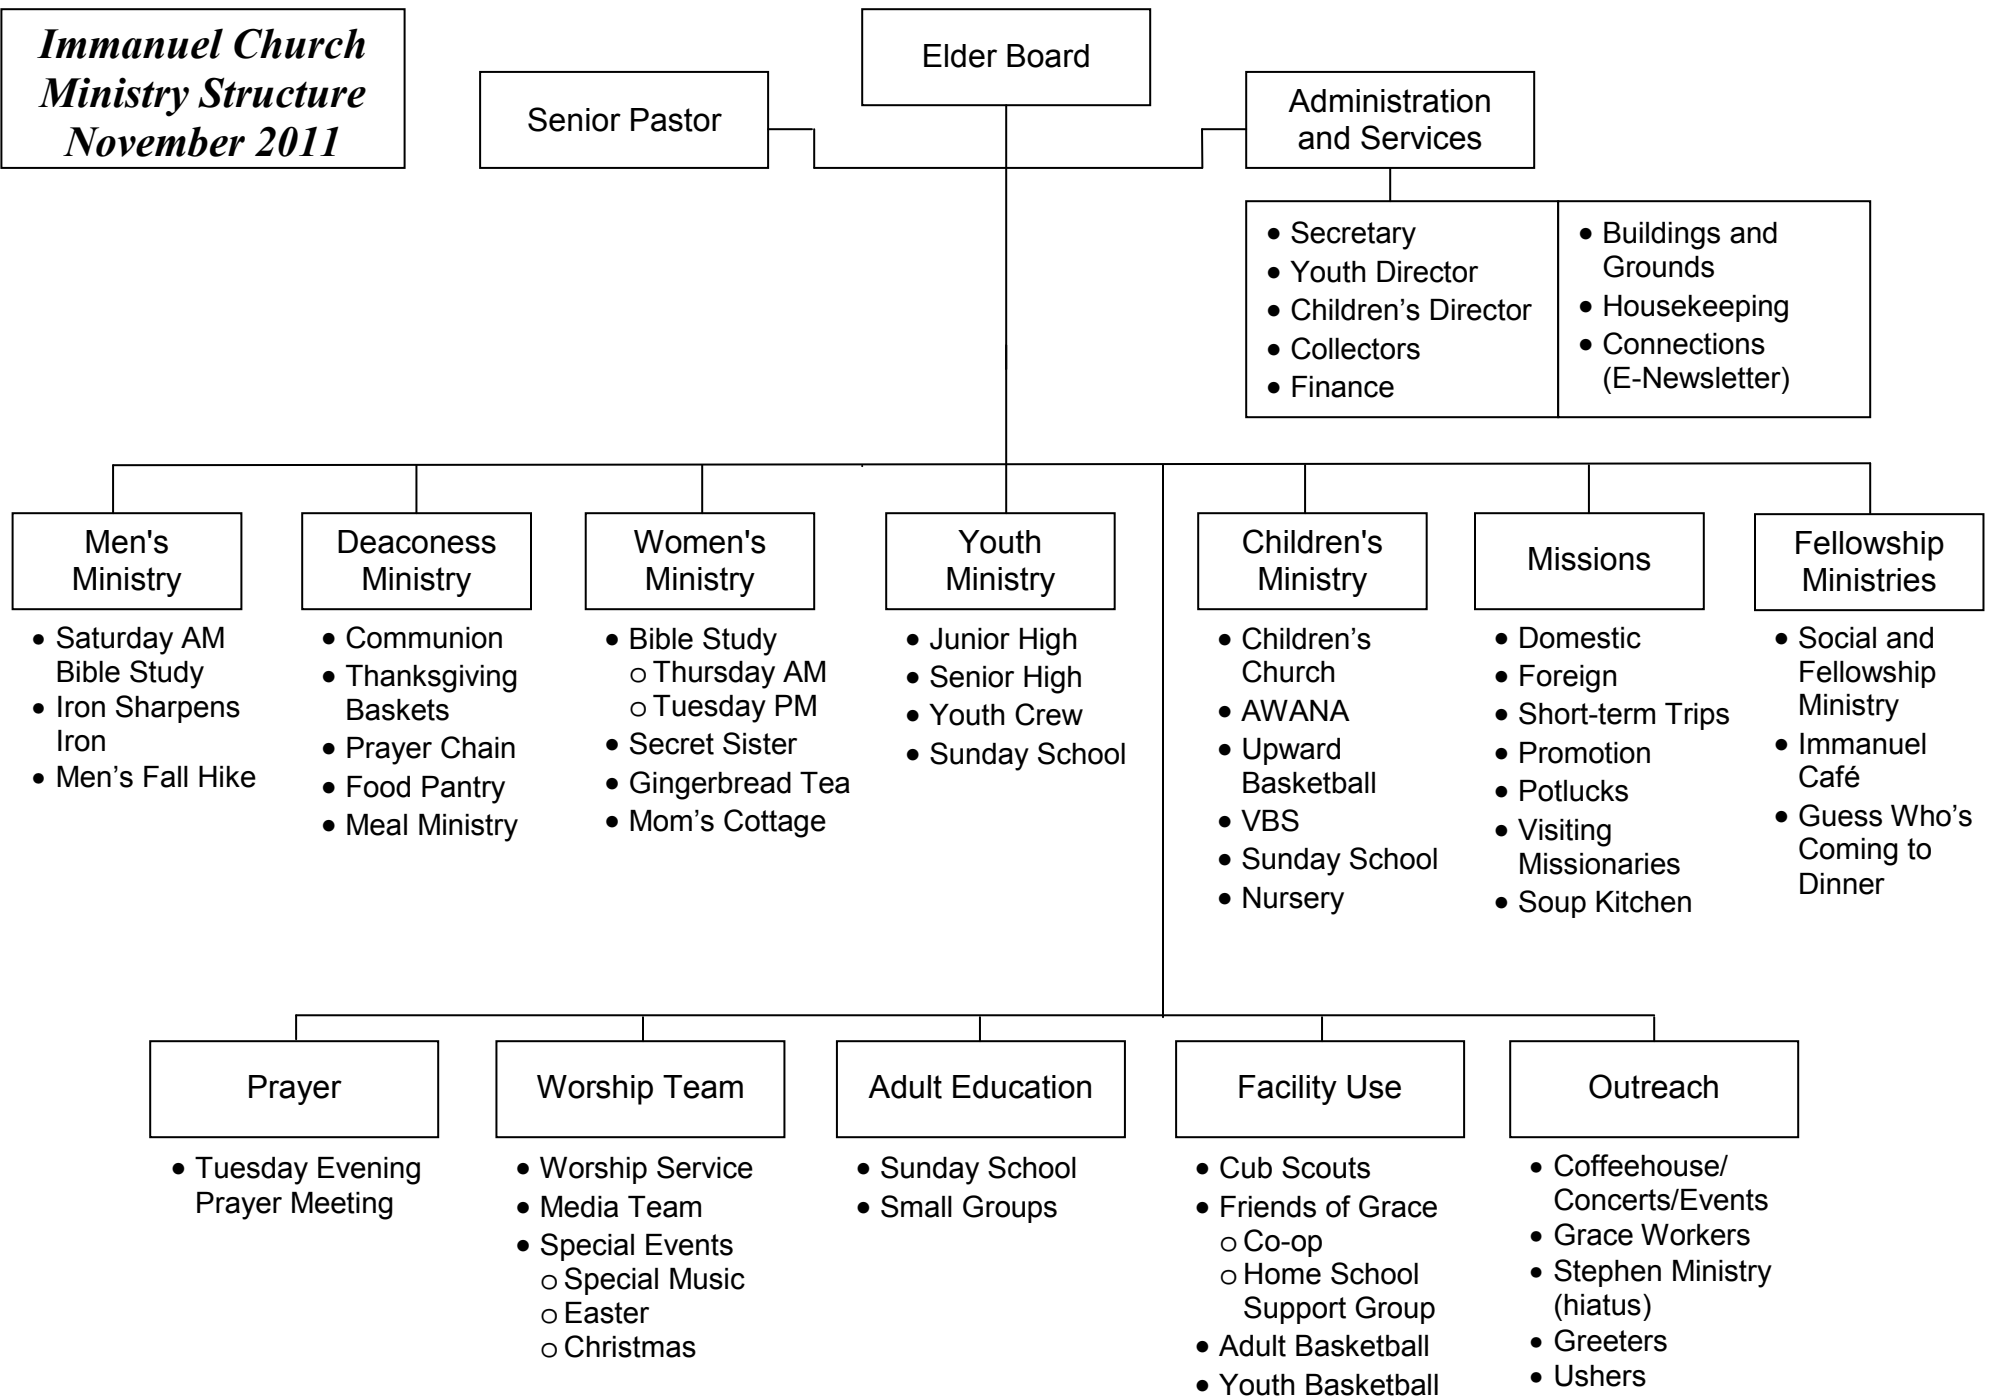 Immanuel Church
Ministry Structure
November 2011
Elder Board
Senior Pastor
Administration
and Services
• Secretary
• Youth Director
• Children’s Director
• Collectors
• Finance
• Buildings and
Grounds
• Housekeeping
• Connections
(E-Newsletter)
Men's
Ministry
• Saturday AM
Bible Study
• Iron Sharpens
Iron
• Men’s Fall Hike
Deaconess
Ministry
• Communion
• Thanksgiving
Baskets
• Prayer Chain
• Food Pantry
• Meal Ministry
Women's
Ministry
• Bible Study
o Thursday AM
o Tuesday PM
• Secret Sister
• Gingerbread Tea
• Mom’s Cottage
Youth
Ministry
• Junior High
• Senior High
• Youth Crew
• Sunday School
Children's
Ministry
• Children’s
Church
• AWANA
• Upward
Basketball
• VBS
• Sunday School
• Nursery
Missions
• Domestic
• Foreign
• Short-term Trips
• Promotion
• Potlucks
• Visiting
Missionaries
• Soup Kitchen
Fellowship
Ministries
• Social and
Fellowship
Ministry
• Immanuel
Café
• Guess Who’s
Coming to
Dinner
Prayer
• Tuesday Evening
Prayer Meeting
Worship Team
• Worship Service
• Media Team
• Special Events
o Special Music
o Easter
o Christmas
Adult Education
• Sunday School
• Small Groups
Facility Use
• Cub Scouts
• Friends of Grace
o Co-op
o Home School
Support Group
• Adult Basketball
• Youth Basketball
Outreach
• Coffeehouse/
Concerts/Events
• Grace Workers
• Stephen Ministry
(hiatus)
• Greeters
• Ushers